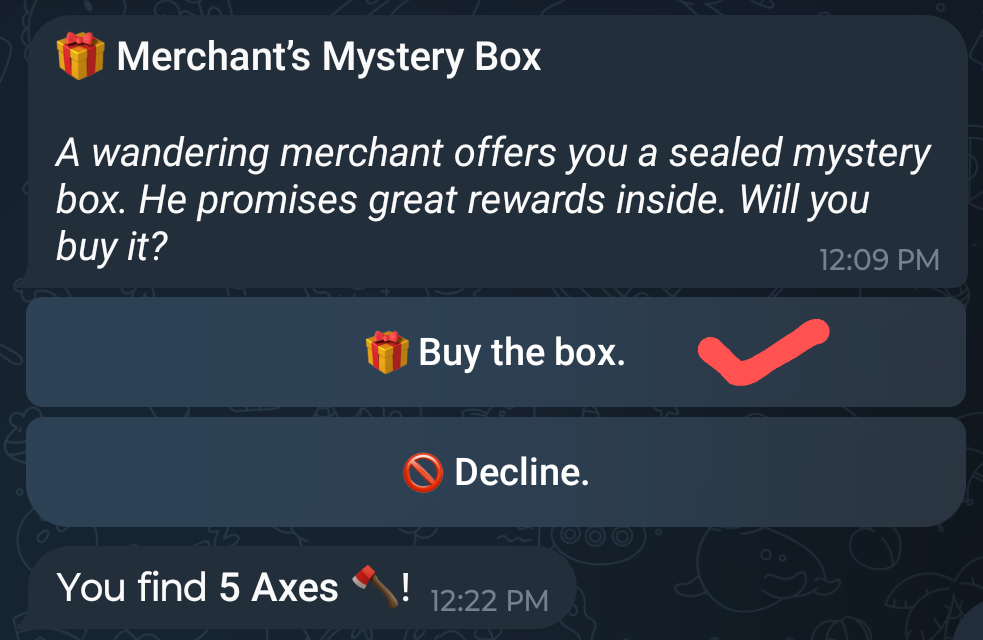 🎁 Merchant’s Mystery Box
A wandering merchant offers you a sealed mystery
box. He promises great rewards inside. Will you
buy it?
12:09 PM
🎁 Buy the box.
🚫 Decline.
You find 5 Axes 🪓! 12:22 PM